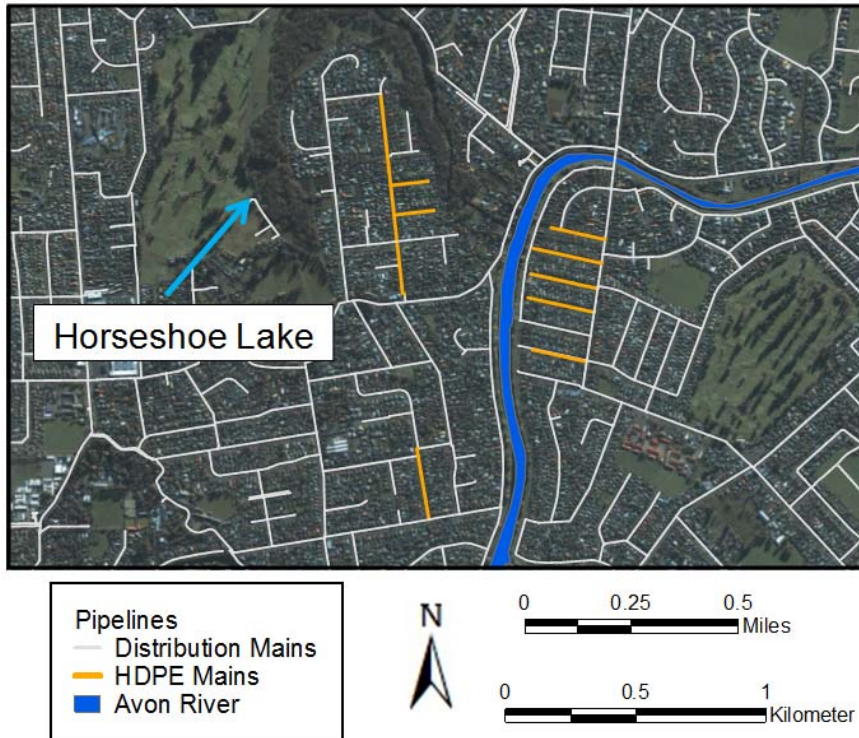 Horseshoe Lake
Pipelines
Distribution Mains
HDPE Mains
Avon River
N
0 0.25 0.5
Miles
0 0.5 1
Kilometer